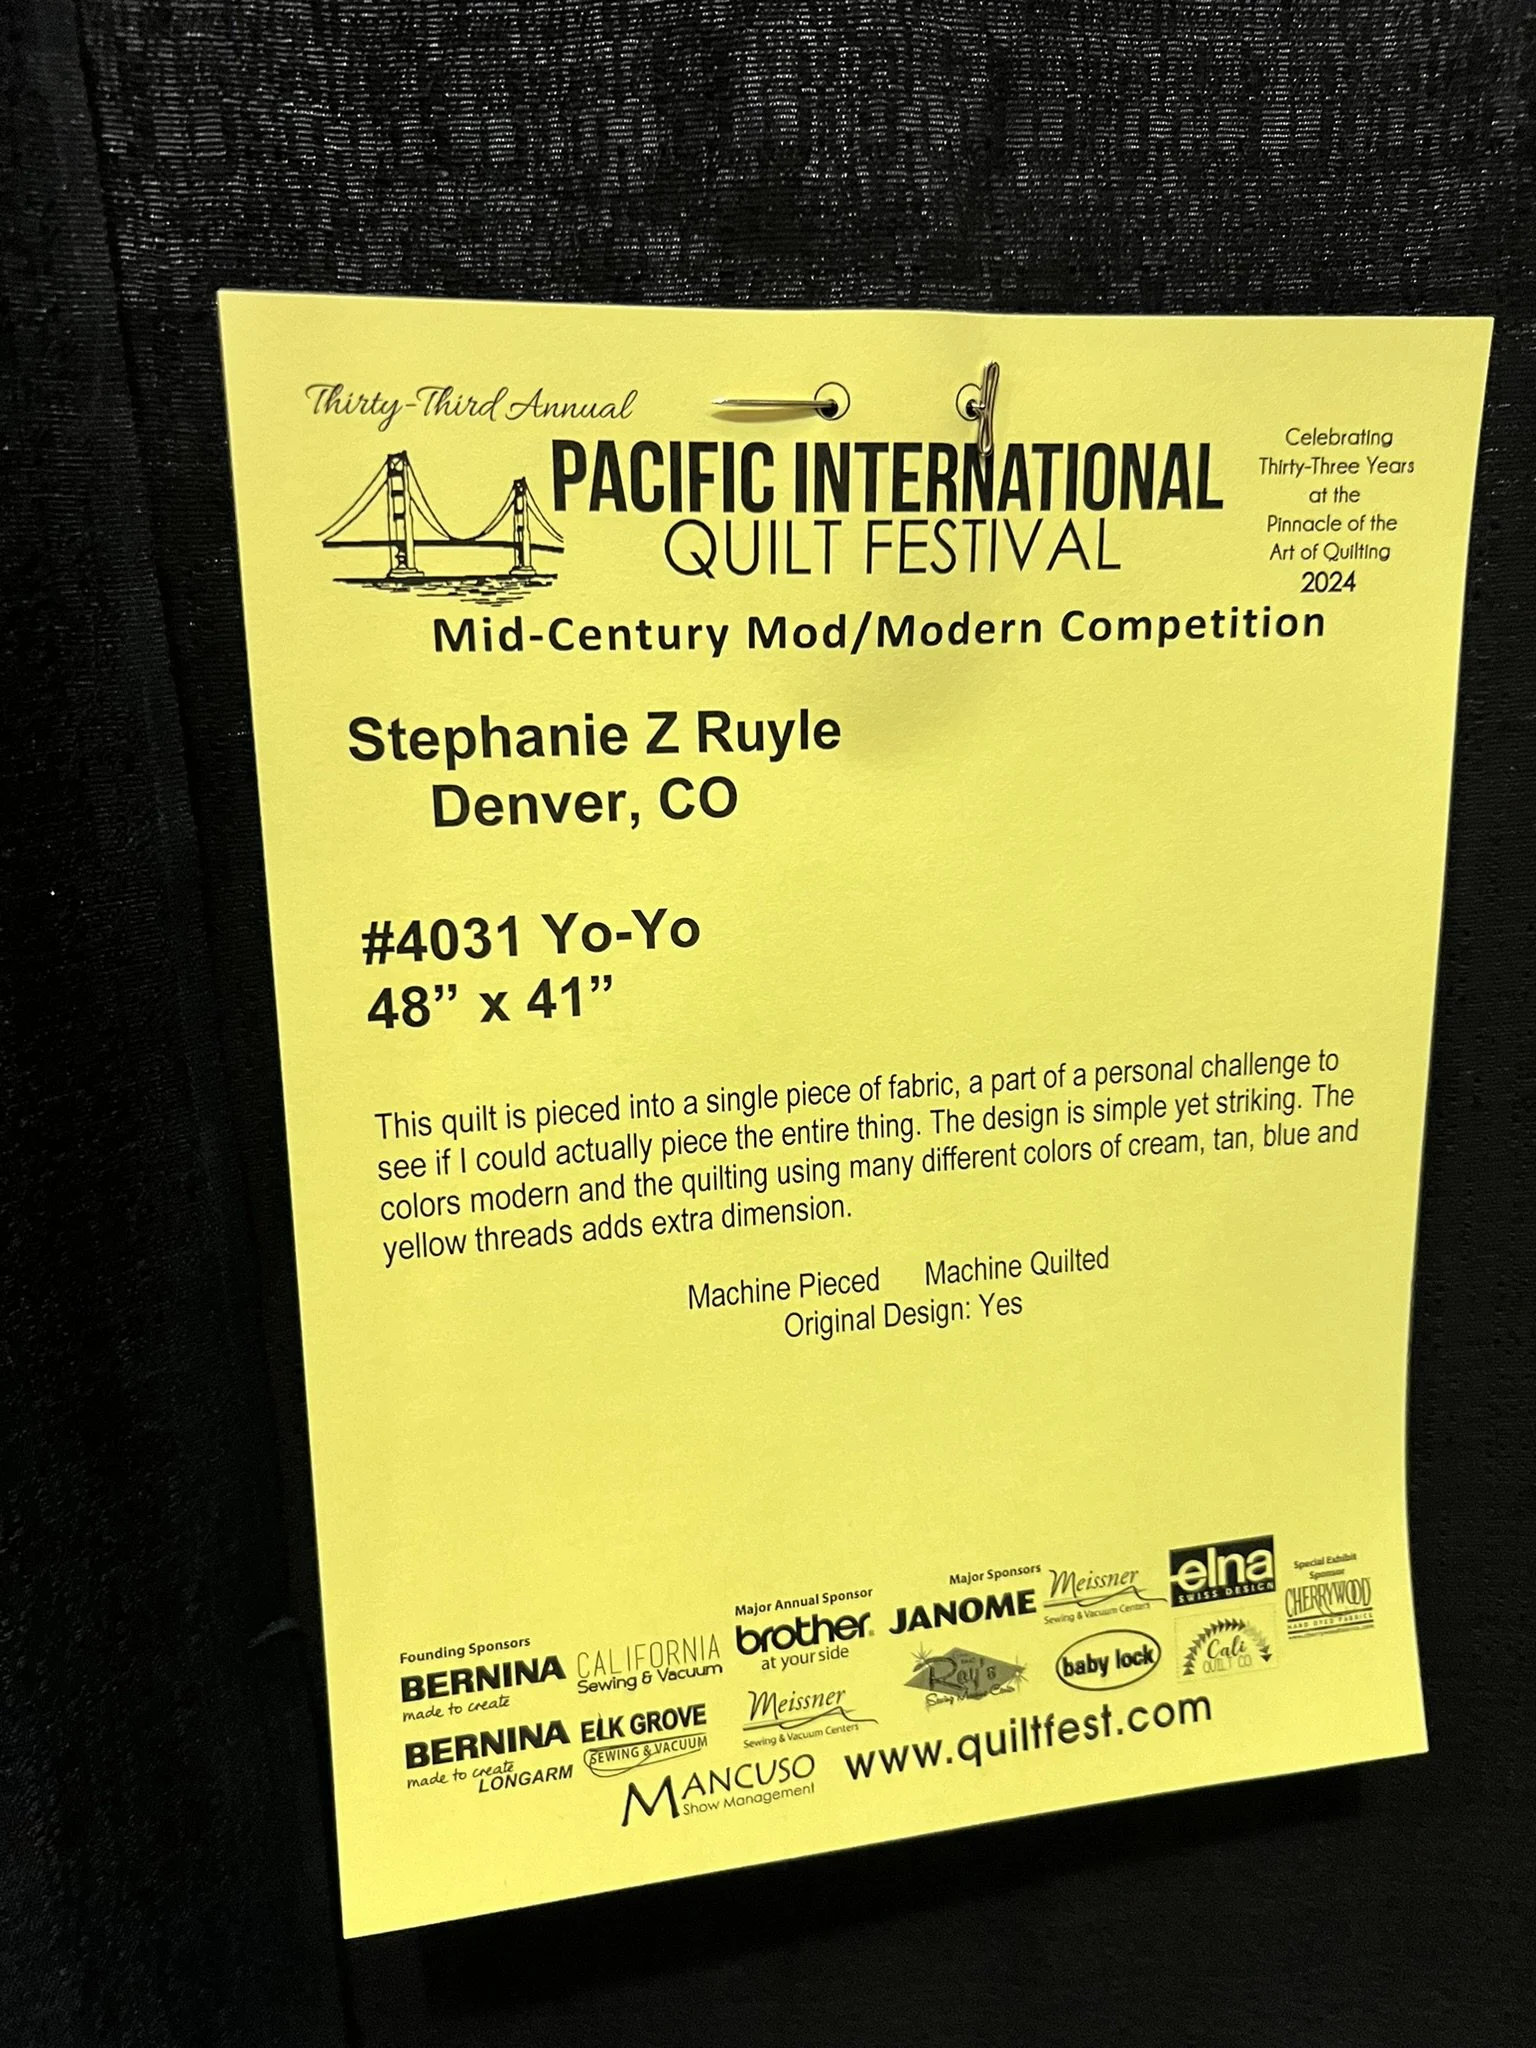 Thirty-Third Annual
PACIFIC INTERNATIONAL
QUILT FESTIVAL
Celebrating
Thirty-Three Years
at the
Pinnacle of the
Art of Quilting
2024
Mid-Century Mod/Modern Competition
Stephanie Z Ruyle
Denver, CO
#4031 Yo-Yo
48” x 41”
This quilt is pieced into a single piece of fabric, a part of a personal challenge to
see if I could actually piece the entire thing. The design is simple yet striking. The
colors modern and the quilting using many different colors of cream, tan, blue and
yellow threads adds extra dimension.
Machine Pieced Machine Quilted
Original Design: Yes
Founding Sponsors
BERNINA
made to create
CALIFORNIA
Sewing & Vacuum
BERNINA
made to create
LONGARM
ELK GROVE
SEWING & VACUUM
Major Annual Sponsor
brother.
at your side
Meissner
Sewing & Vacuum Centers
Major Sponsors
JANOME
Meissner
Sewing & Vacuum Centers
elna
SWISS DESIGN
Ray's
baby lock
Cali
QUILT CO.
Special Exhibit
Sponsor
CHERRYWOOD
HAND DYED FABRICS
MANCUSO
Show Management
www.quiltfest.com